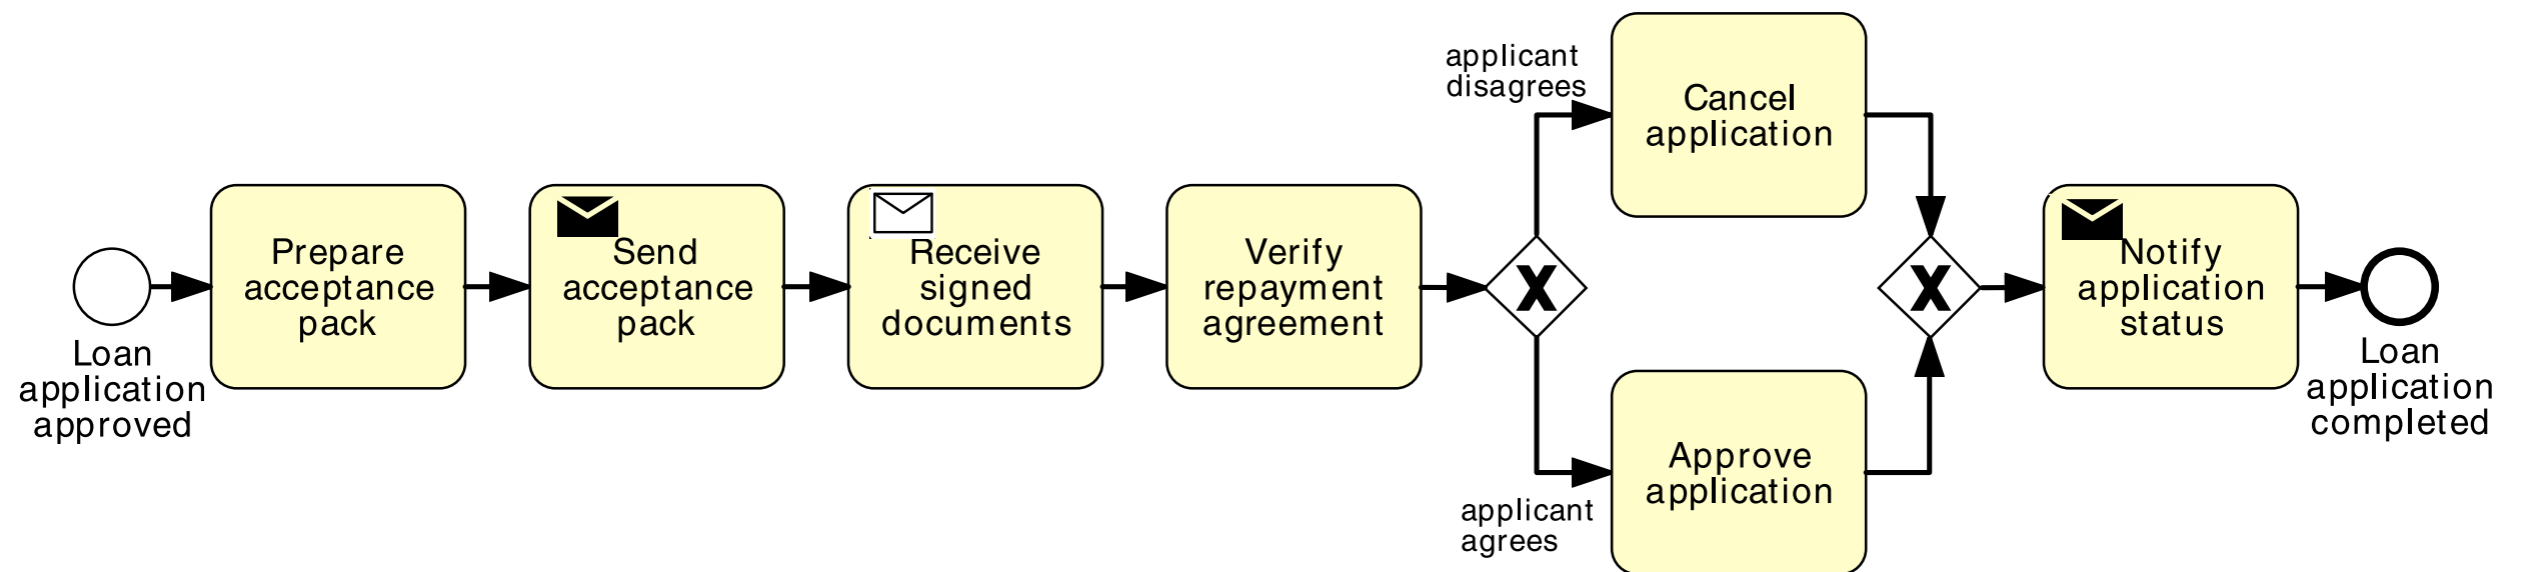 Loan
application
approved
Prepare
acceptance
pack
Send
acceptance
pack
Receive
signed
documents
Verify
repayment
agreement
X
applicant
disagrees
Cancel
application
applicant
agrees
Approve
application
X
Notify
application
status
Loan
application
completed